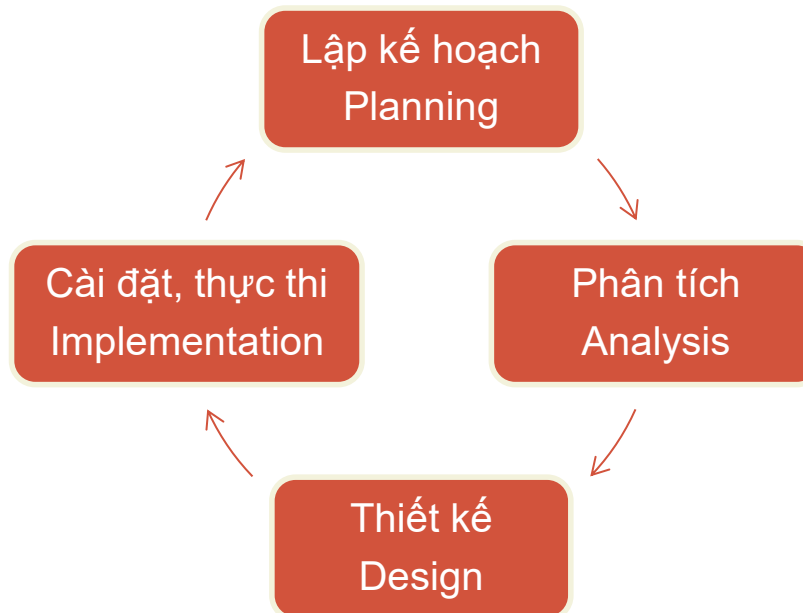 Lập kế hoạch
Planning
Cài đặt, thực thi
Implementation
Phân tích
Analysis
Thiết kế
Design